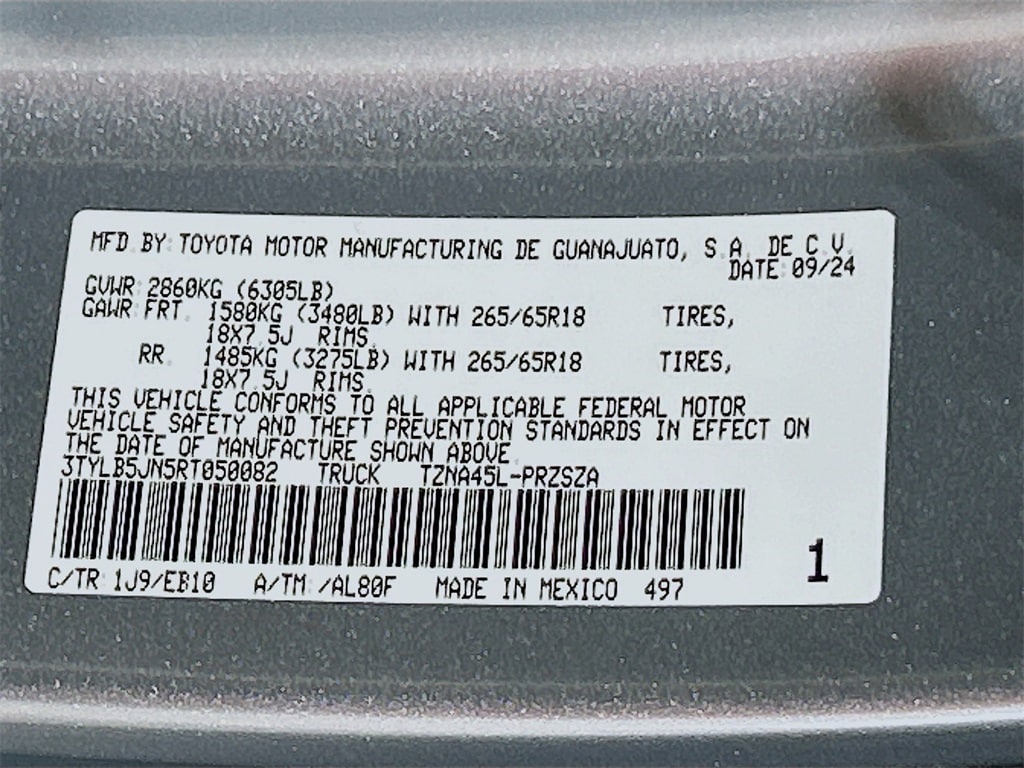 MFD. BY: TOYOTA MOTOR MANUFACTURING DE GUANAJUATO, S.A. DE C.V.
DATE: 09/24
GVWR: 2860KG (6305LB)
GAWR: FRT. 1580KG (3480LB) WITH 265/65R18 TIRES,
18X7.5J RIMS.
RR. 1485KG (3275LB) WITH 265/65R18 TIRES,
18X7.5J RIMS.
THIS VEHICLE CONFORMS TO ALL APPLICABLE FEDERAL MOTOR
VEHICLE SAFETY AND THEFT PREVENTION STANDARDS IN EFFECT ON
THE DATE OF MANUFACTURE SHOWN ABOVE.
3TYLB5JN5RT050082 TRUCK TZNA45L-PRZSZA
1
C/TR: 1J9/EB10 A/TM: /AL80F MADE IN MEXICO 497